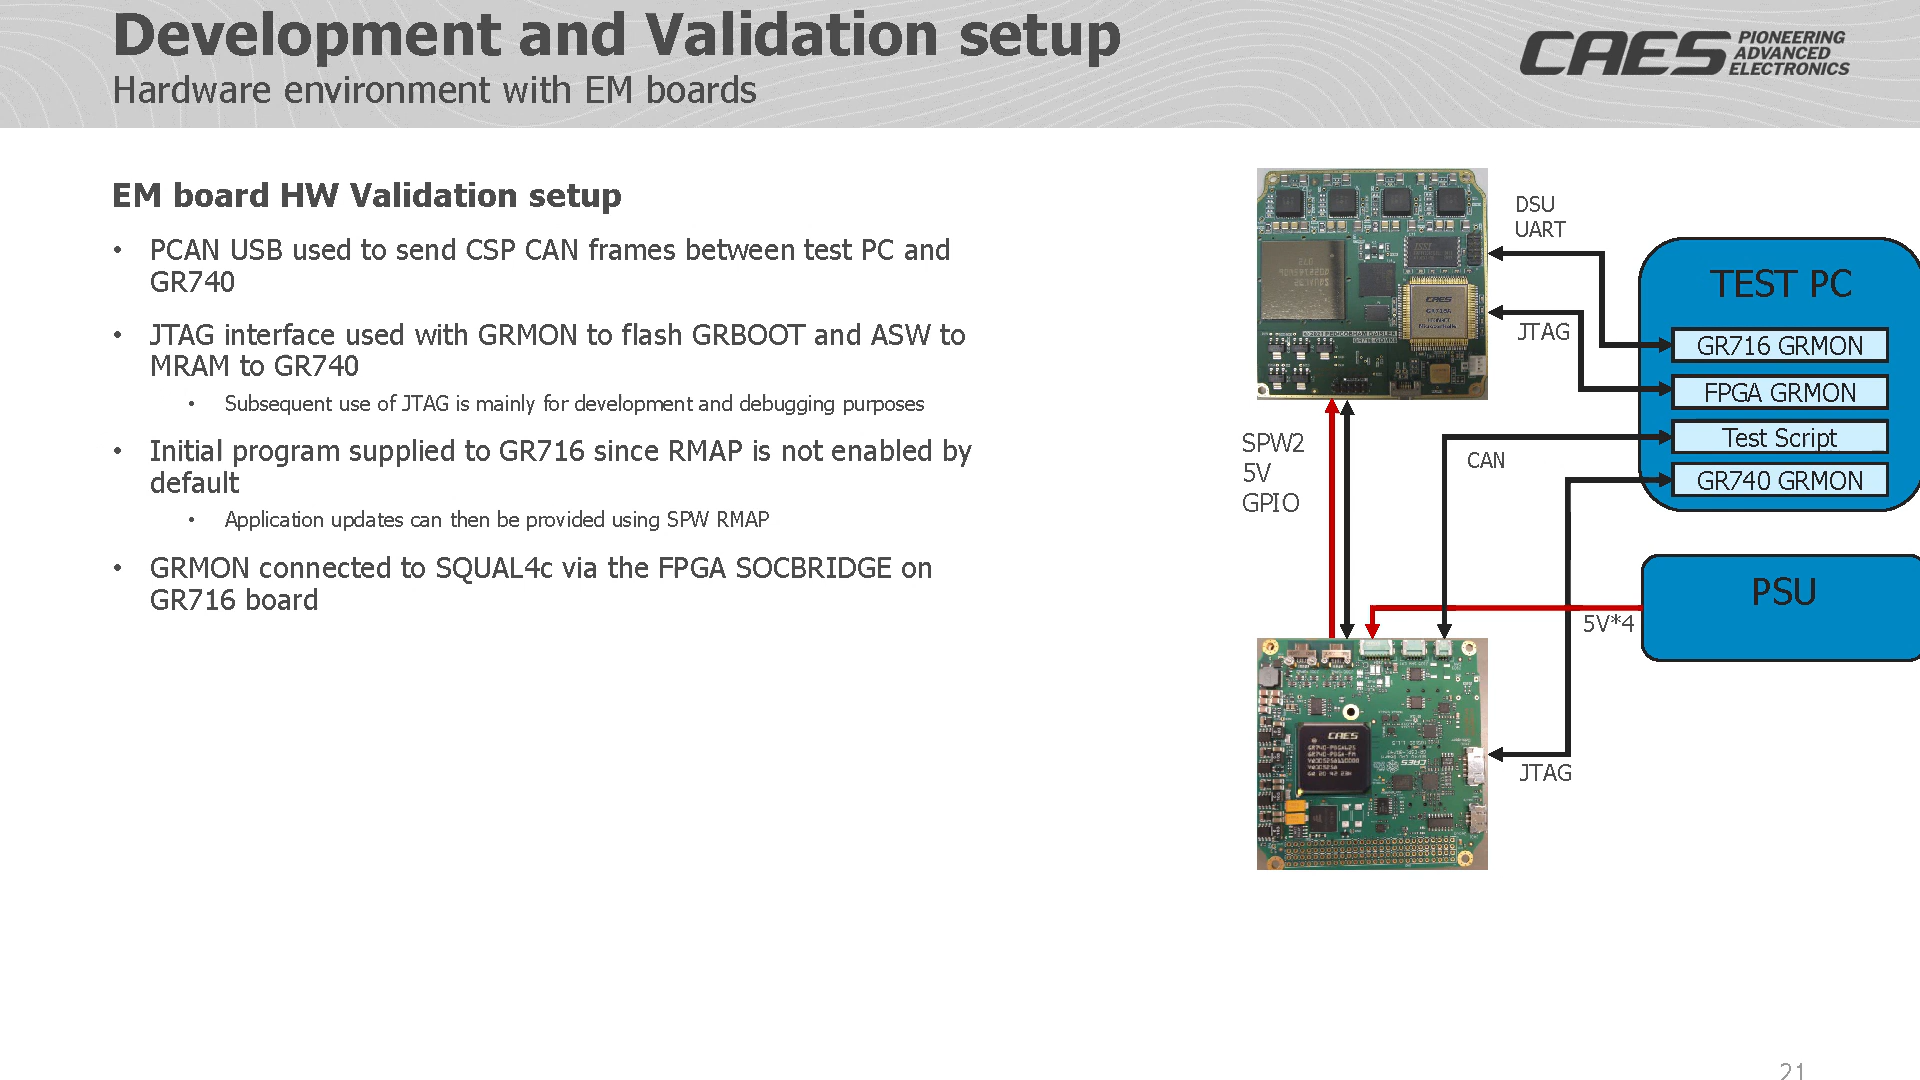 Development and Validation setup
Hardware environment with EM boards
CAES PIONEERING
ADVANCED
ELECTRONICS
EM board HW Validation setup
• PCAN USB used to send CSP CAN frames between test PC and
GR740
• JTAG interface used with GRMON to flash GRBOOT and ASW to
MRAM to GR740
• Subsequent use of JTAG is mainly for development and debugging purposes
• Initial program supplied to GR716 since RMAP is not enabled by
default
• Application updates can then be provided using SPW RMAP
• GRMON connected to SQUAL4c via the FPGA SOCBRIDGE on
GR716 board
DSU
UART
JTAG
TEST PC
GR716 GRMON
FPGA GRMON
Test Script
GR740 GRMON
SPW2
5V
GPIO
CAN
PSU
5V*4
JTAG
CAES
GR716A
CAES
21